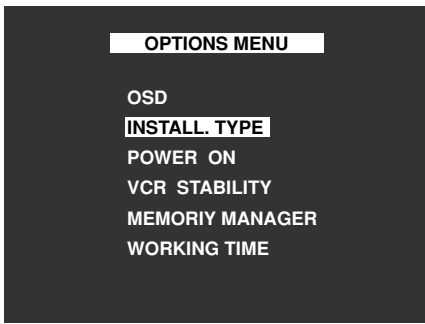 OPTIONS MENU
OSD
INSTALL. TYPE
POWER ON
VCR STABILITY
MEMORIY MANAGER
WORKING TIME